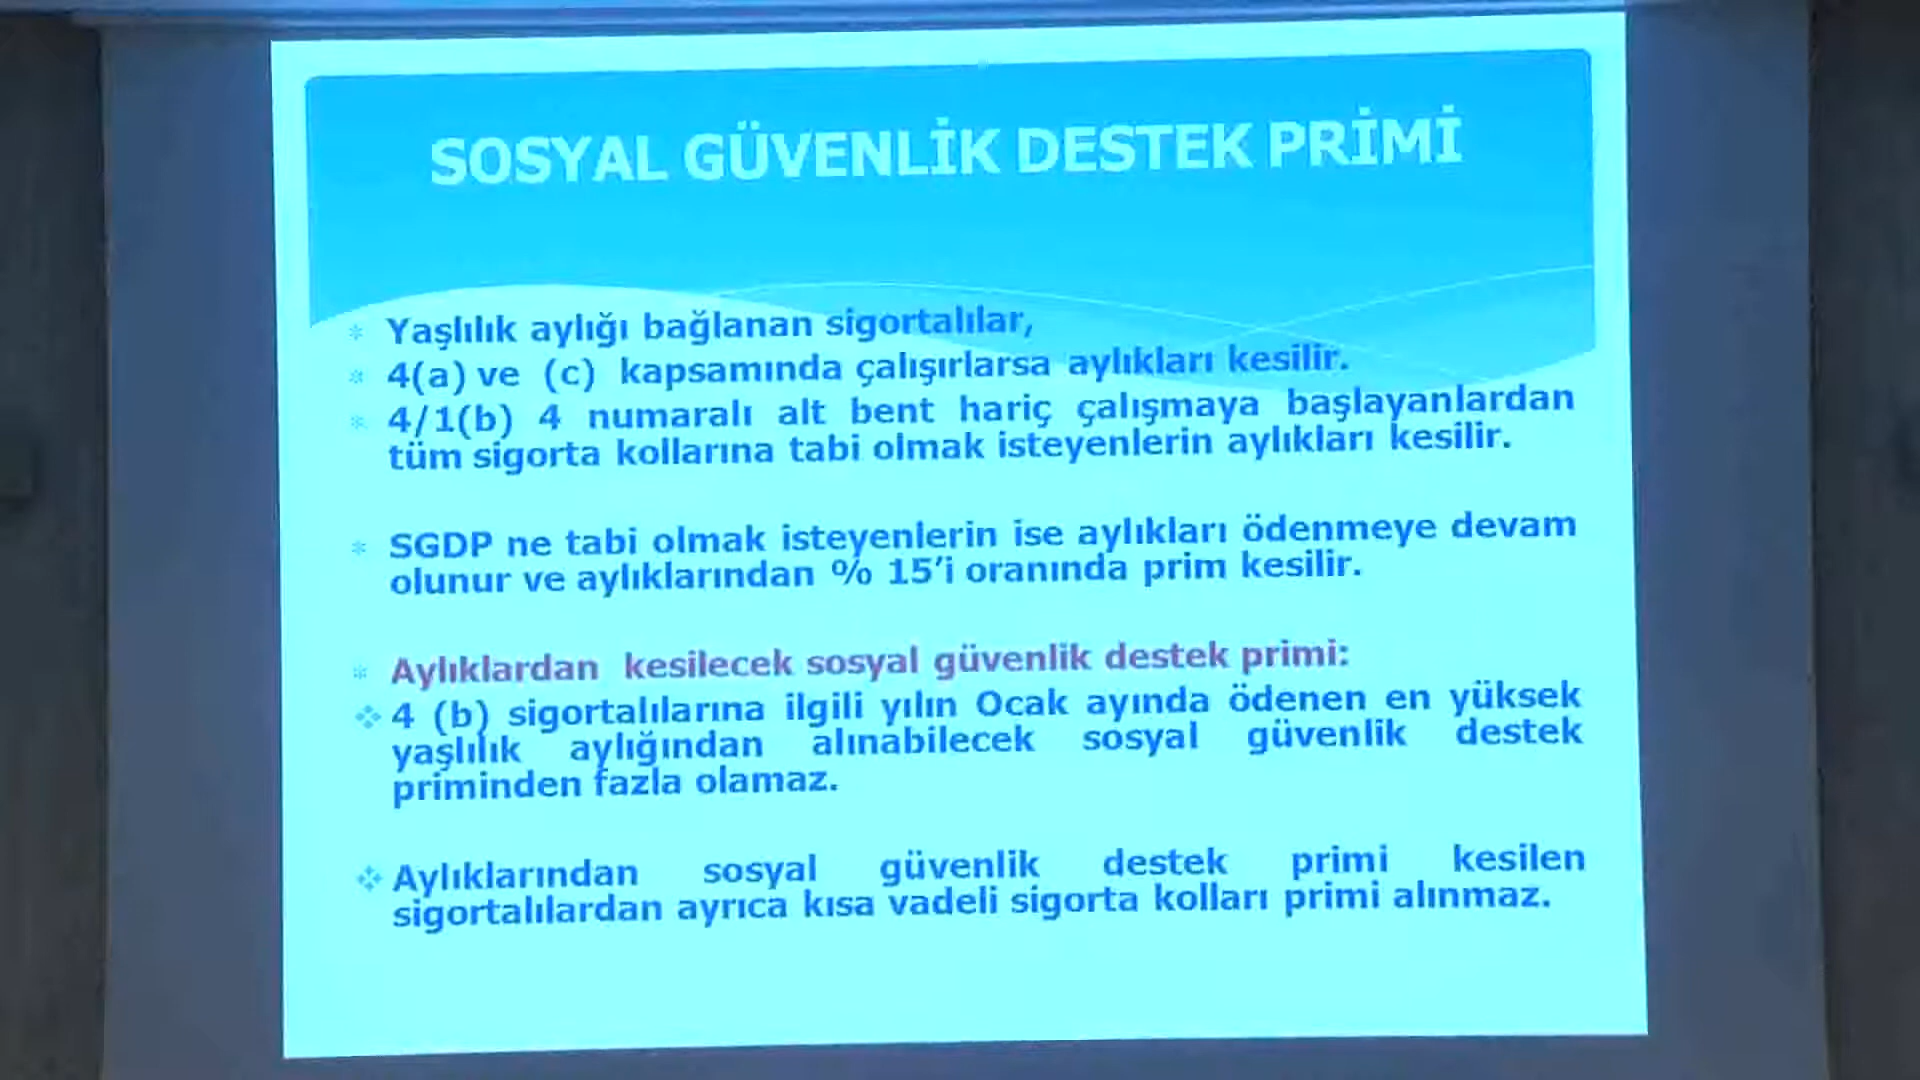 SOSYAL GÜVENLİK DESTEK PRİMİ
Yaşlılık aylığı bağlanan sigortalılar,
4(a) ve (c) kapsamında çalışırlarsa aylıkları kesilir.
4/1(b) 4 numaralı alt bent hariç çalışmaya başlayanlardan
tüm sigorta kollarına tabi olmak isteyenlerin aylıkları kesilir.
SGDP ne tabi olmak isteyenlerin ise aylıkları ödenmeye devam
olunur ve aylıklarından % 15'i oranında prim kesilir.
Aylıklardan kesilecek sosyal güvenlik destek primi:
4 (b) sigortalılarına ilgili yılın Ocak ayında ödenen en yüksek
yaşlılık aylığından alınabilecek sosyal güvenlik destek
priminden fazla olamaz.
Aylıklarından sosyal güvenlik destek primi kesilen
sigortalılardan ayrıca kısa vadeli sigorta kolları primi alınmaz.